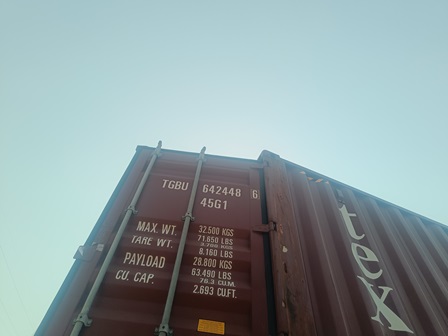 TGBU 642448 6
45G1
MAX. WT. 32.500 KGS
71.650 LBS
TARE WT. 3.700 KGS
8.160 LBS
PAYLOAD 28.800 KGS
63.490 LBS
CU. CAP. 76.3 CU.M.
2.693 CU.FT.
tex